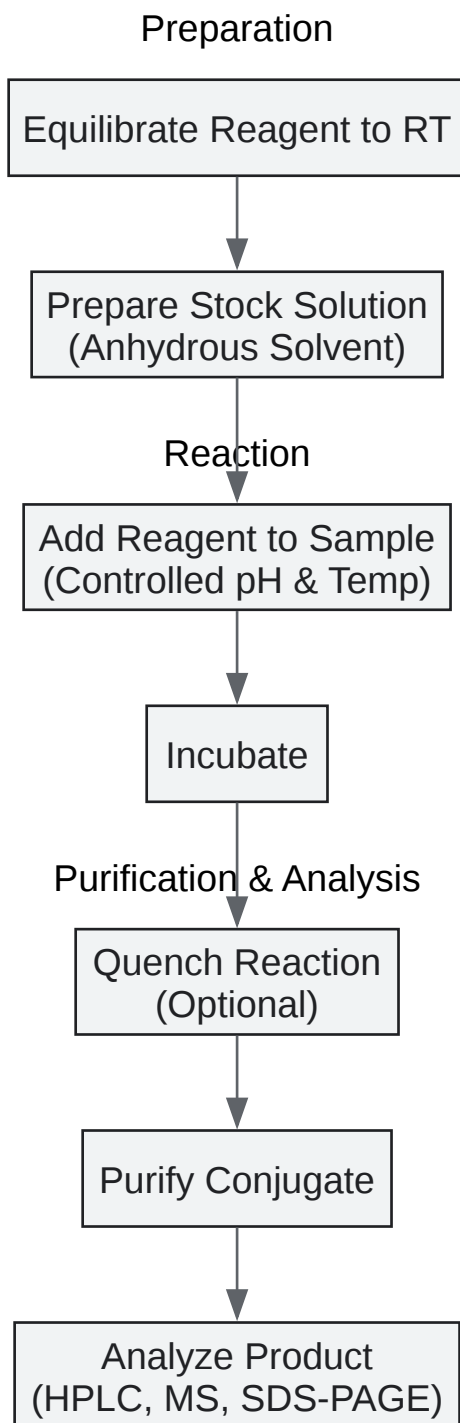 Preparation
Equilibrate Reagent to RT
Prepare Stock Solution
(Anhydrous Solvent)
Reaction
Add Reagent to Sample
(Controlled pH & Temp)
Incubate
Purification & Analysis
Quench Reaction
(Optional)
Purify Conjugate
Analyze Product
(HPLC, MS, SDS-PAGE)